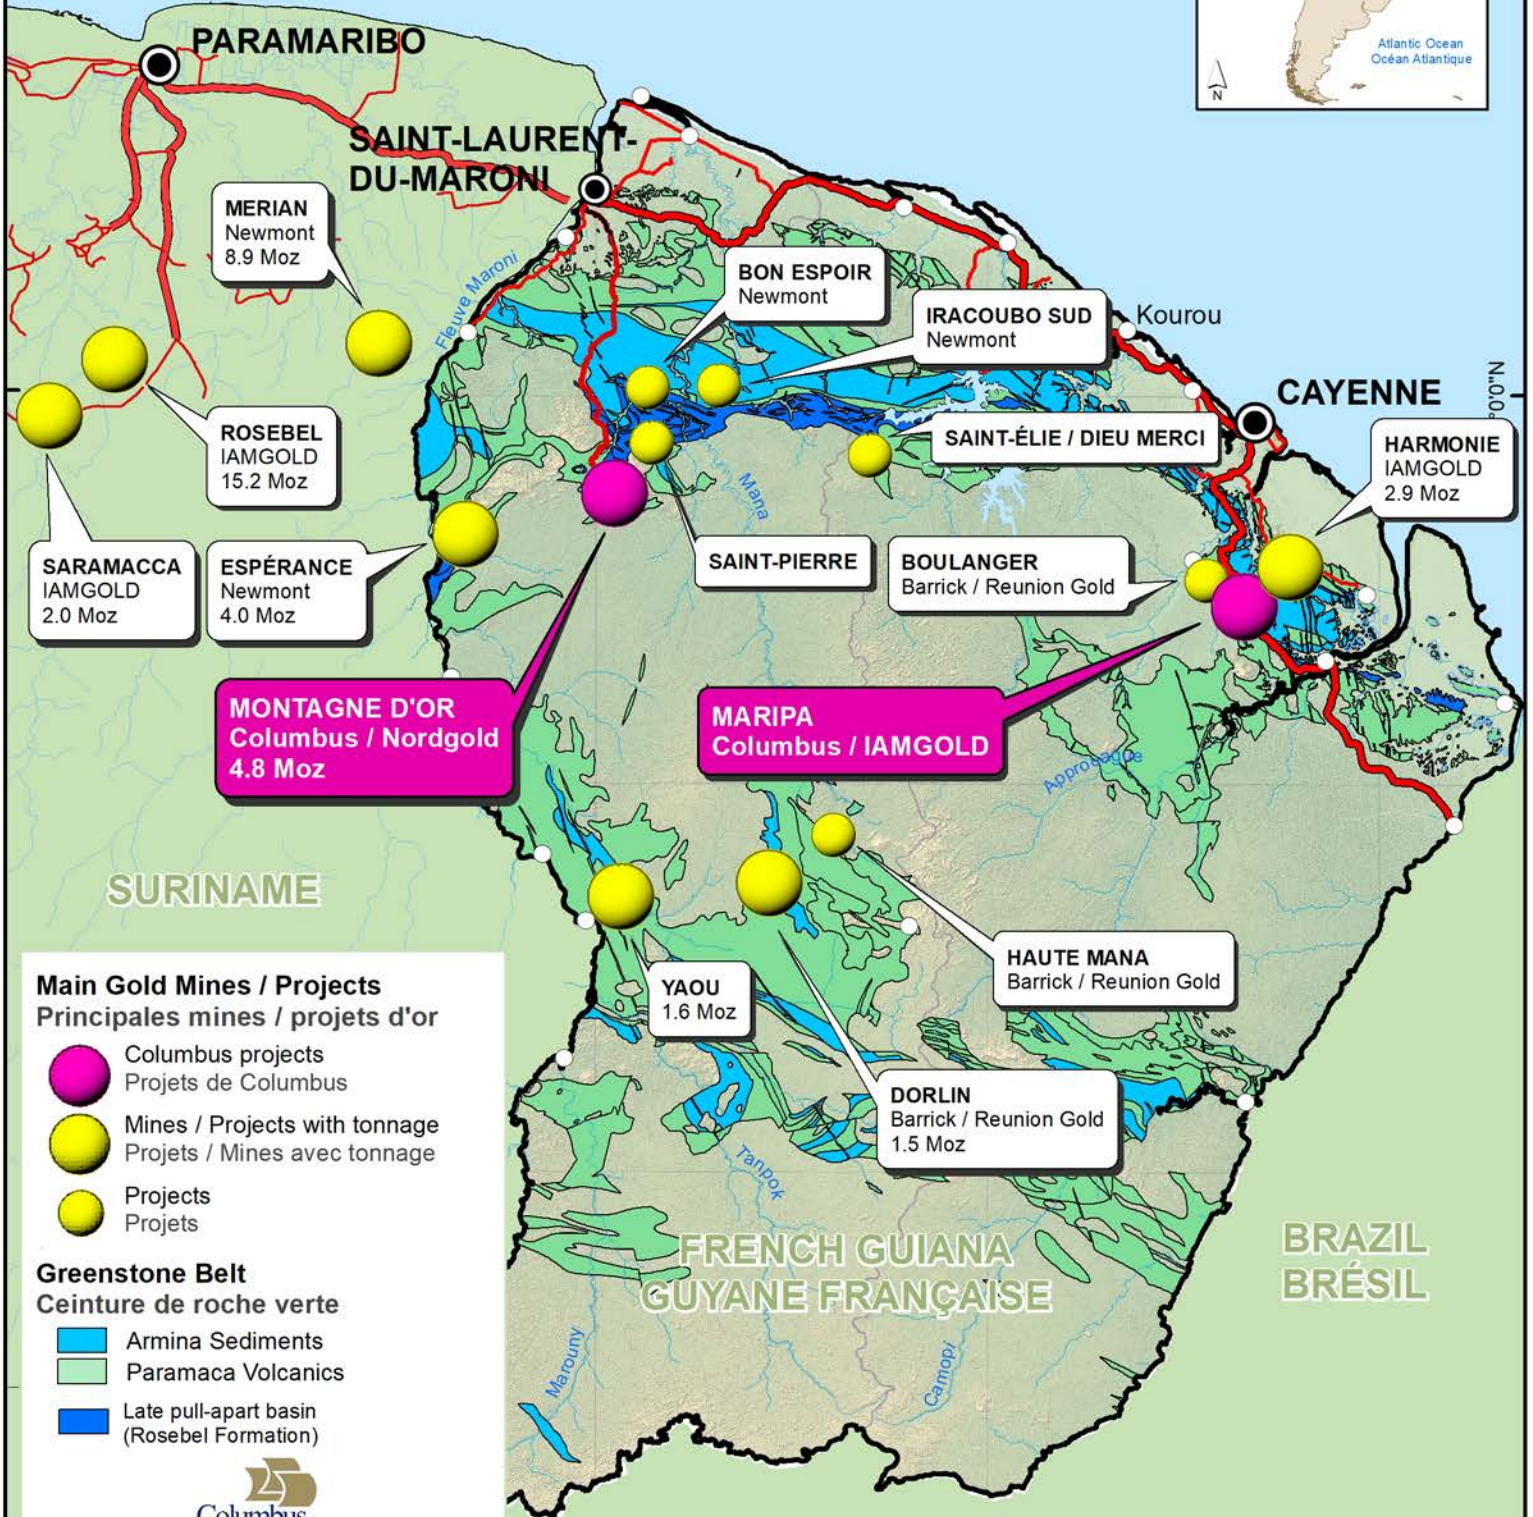 Atlantic Ocean
Océan Atlantique
N
PARAMARIBO
SAINT-LAURENT-
DU-MARONI
MERIAN
Newmont
8.9 Moz
Fleuve Maroni
BON ESPOIR
Newmont
IRACOUBO SUD
Newmont
Kourou
CAYENNE
ROSEBEL
IAMGOLD
15.2 Moz
SAINT-ÉLIE / DIEU MERCI
HARMONIE
IAMGOLD
2.9 Moz
Mana
SARAMACCA
IAMGOLD
2.0 Moz
ESPÉRANCE
Newmont
4.0 Moz
SAINT-PIERRE
BOULANGER
Barrick / Reunion Gold
MONTAGNE D'OR
Columbus / Nordgold
4.8 Moz
MARIPA
Columbus / IAMGOLD
Approuague
SURINAME
HAUTE MANA
Barrick / Reunion Gold
YAOU
1.6 Moz
DORLIN
Barrick / Reunion Gold
1.5 Moz
Tanpok
FRENCH GUIANA
GUYANE FRANÇAISE
BRAZIL
BRÉSIL
Marouny
Camopi
Main Gold Mines / Projects
Principales mines / projets d'or
Columbus projects
Projets de Columbus
Mines / Projects with tonnage
Projets / Mines avec tonnage
Projects
Projets
Greenstone Belt
Ceinture de roche verte
Armina Sediments
Paramaca Volcanics
Late pull-apart basin
(Rosebel Formation)
Columbus